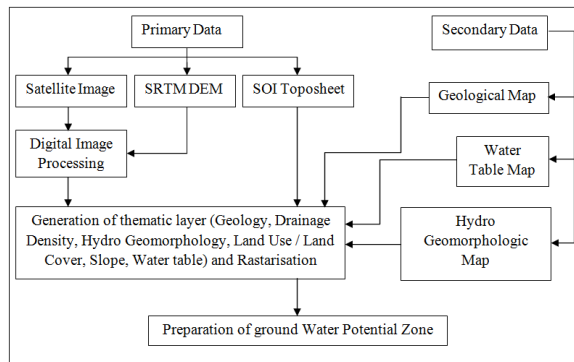 Primary Data
Secondary Data
Satellite Image
SRTM DEM
SOI Toposheet
Geological Map
Digital Image
Processing
Water
Table Map
Generation of thematic layer (Geology, Drainage
Density, Hydro Geomorphology, Land Use / Land
Cover, Slope, Water table) and Rastarisation
Hydro
Geomorphologic
Map
Preparation of ground Water Potential Zone